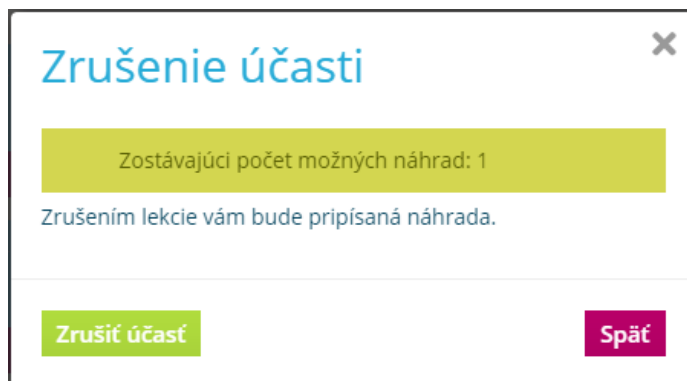 Zrušenie účasti
Zostávajúci počet možných náhrad: 1
Zrušením lekcie vám bude pripísaná náhrada.
Zrušiť účasť
Späť